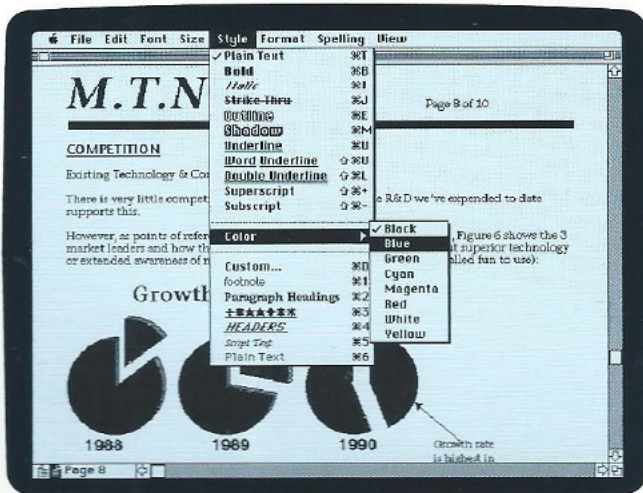 File Edit Font Size Style Format Spelling View
M.T.N
Page 8 of 10
COMPETITION
Existing Technology & Co
There is very little compet
e R&D we've expended to date
supports this.
However, as points of refer
, Figure 6 shows the 3
market leaders and how th
t superior technology
or extended awareness of
lled fun to use):
Growth
✓Plain Text ⌘T
Bold ⌘B
Italic ⌘I
Strike Thru ⌘J
Outline ⌘E
Shadow ⌘M
Underline ⌘U
Word Underline ⇧⌘U
Double Underline ⇧⌘L
Superscript ⇧⌘+
Subscript ⇧⌘-
Color
Custom... ⌘D
footnote ⌘1
Paragraph Headings ⌘2
⌘3
HEADERS ⌘4
Script Text ⌘5
Plain Text ⌘6
✓Black
Blue
Green
Cyan
Magenta
Red
White
Yellow
1988
1989
1990
Growth rate
is highest in
Page 8